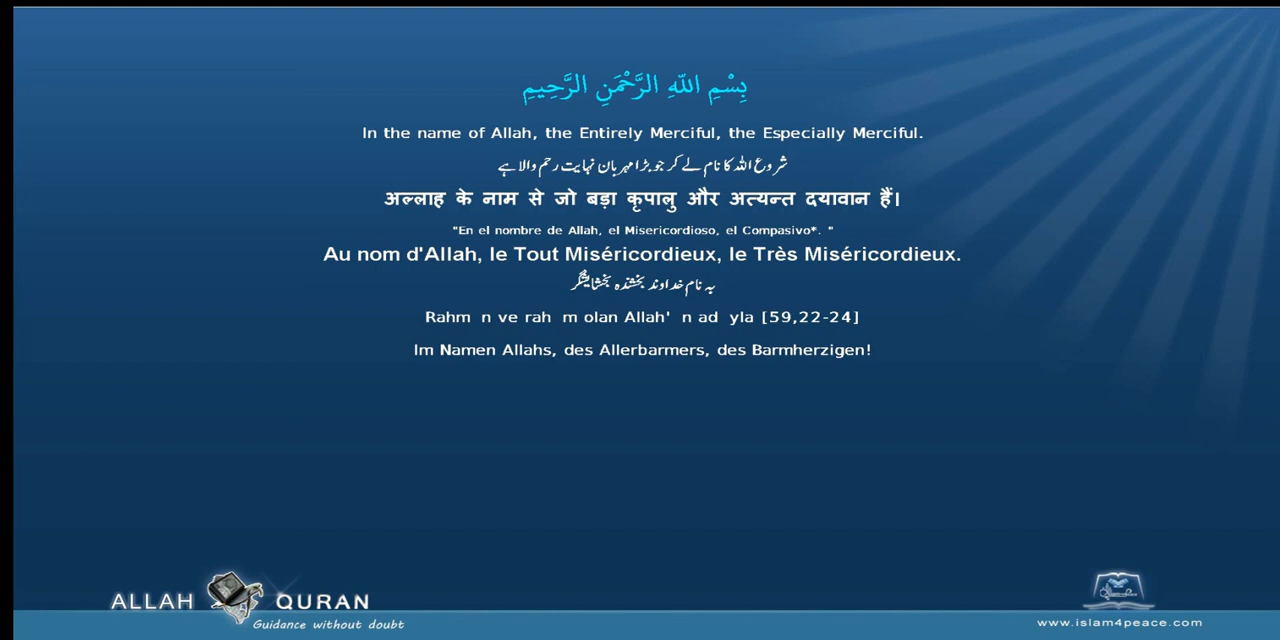 بِسْمِ اللّهِ الرَّحْمَنِ الرَّحِيمِ
In the name of Allah, the Entirely Merciful, the Especially Merciful.
شروع اللہ کا نام لے کر جو بڑا مہربان نہایت رحم والا ہے
अल्लाह के नाम से जो बड़ा कृपालु और अत्यन्त दयावान हैं।
"En el nombre de Allah, el Misericordioso, el Compasivo*. "
Au nom d'Allah, le Tout Miséricordieux, le Très Miséricordieux.
به نام خداوند بخشنده بخشایشگر
Rahm n ve rah m olan Allah' n ad yla [59,22-24]
Im Namen Allahs, des Allerbarmers, des Barmherzigen!
ALLAH QURAN
Guidance without doubt
www.islam4peace.com